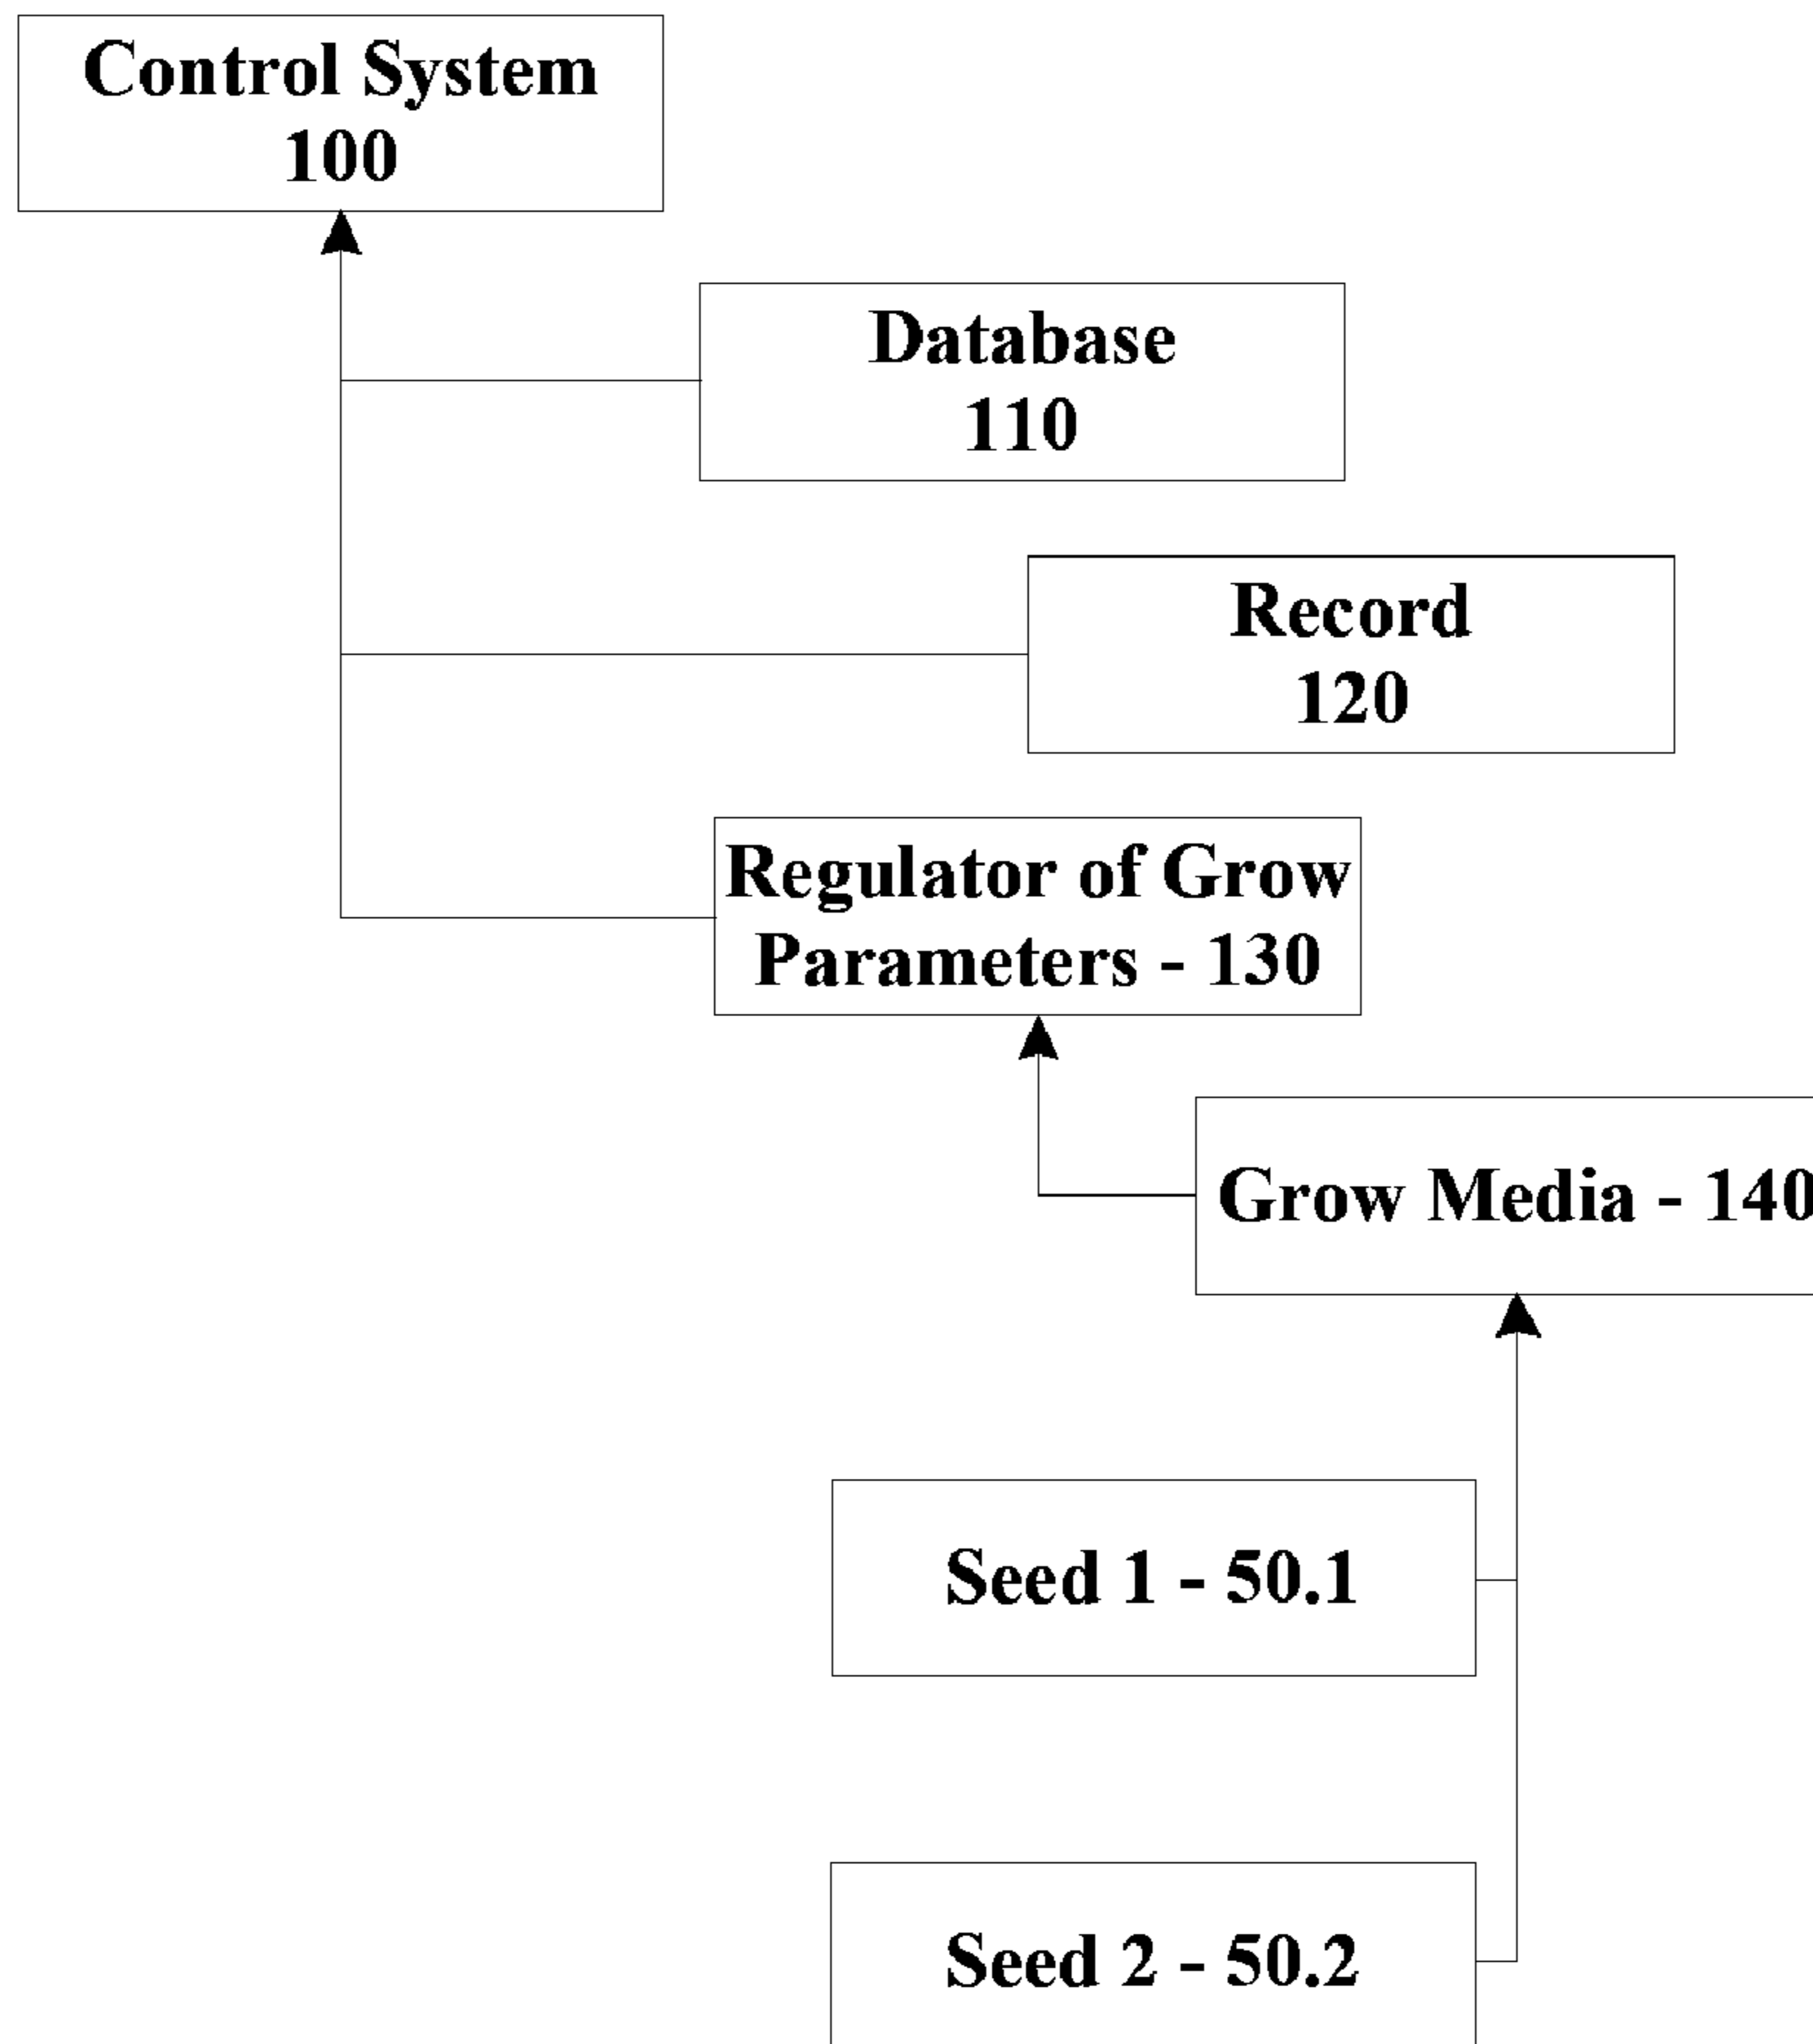 Control System
100
Database
110
Record
120
Regulator of Grow
Parameters - 130
Grow Media - 140
Seed 1 - 50.1
Seed 2 - 50.2